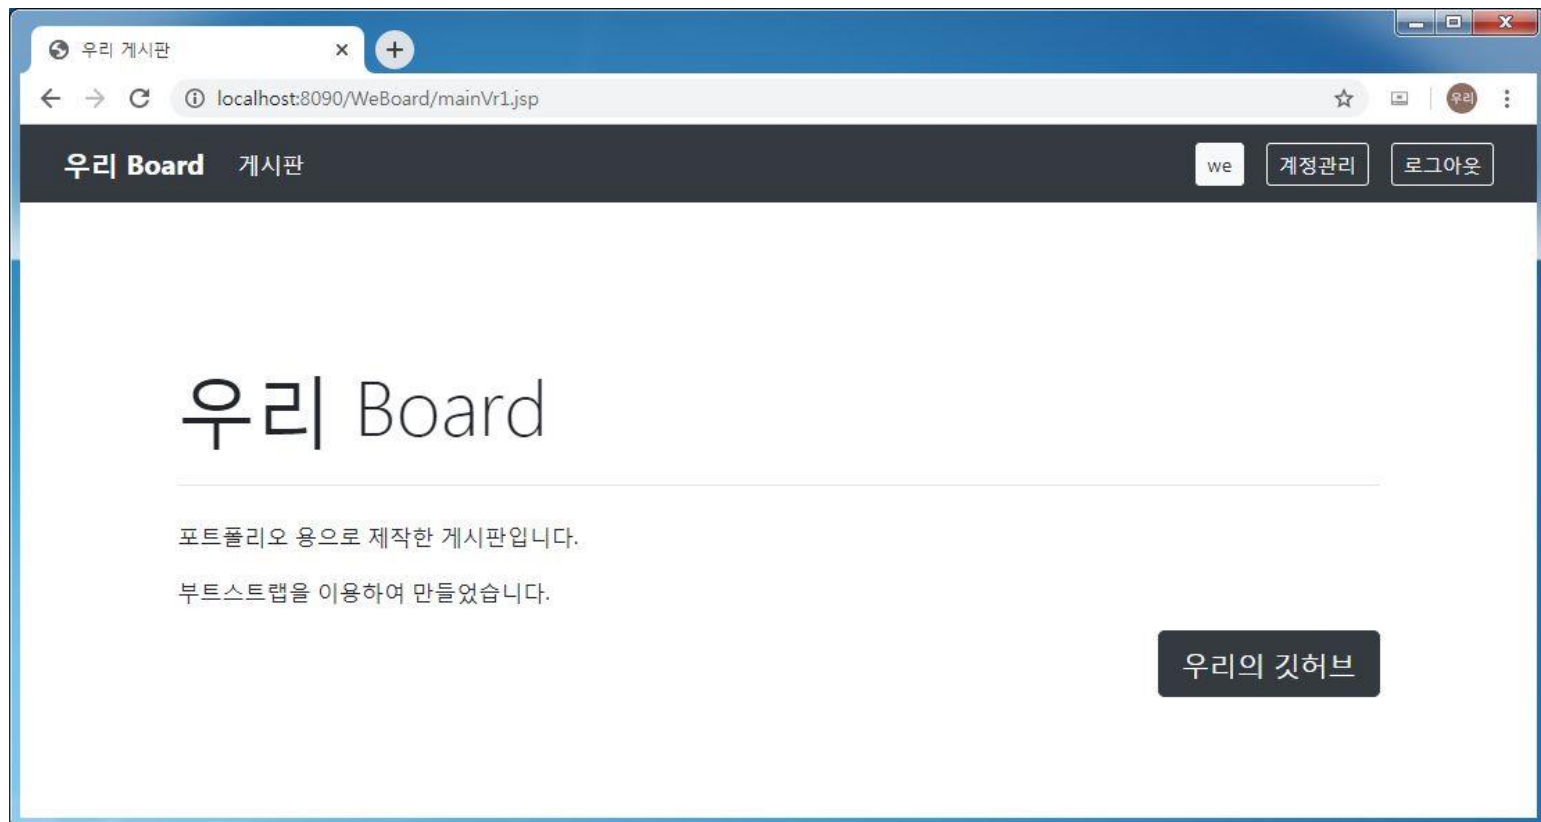 우리 게시판
localhost:8090/WeBoard/mainVr1.jsp
우리
우리 Board 게시판 we 계정관리 로그아웃
우리 Board
포트폴리오 용으로 제작한 게시판입니다.
부트스트랩을 이용하여 만들었습니다.
우리의 깃허브